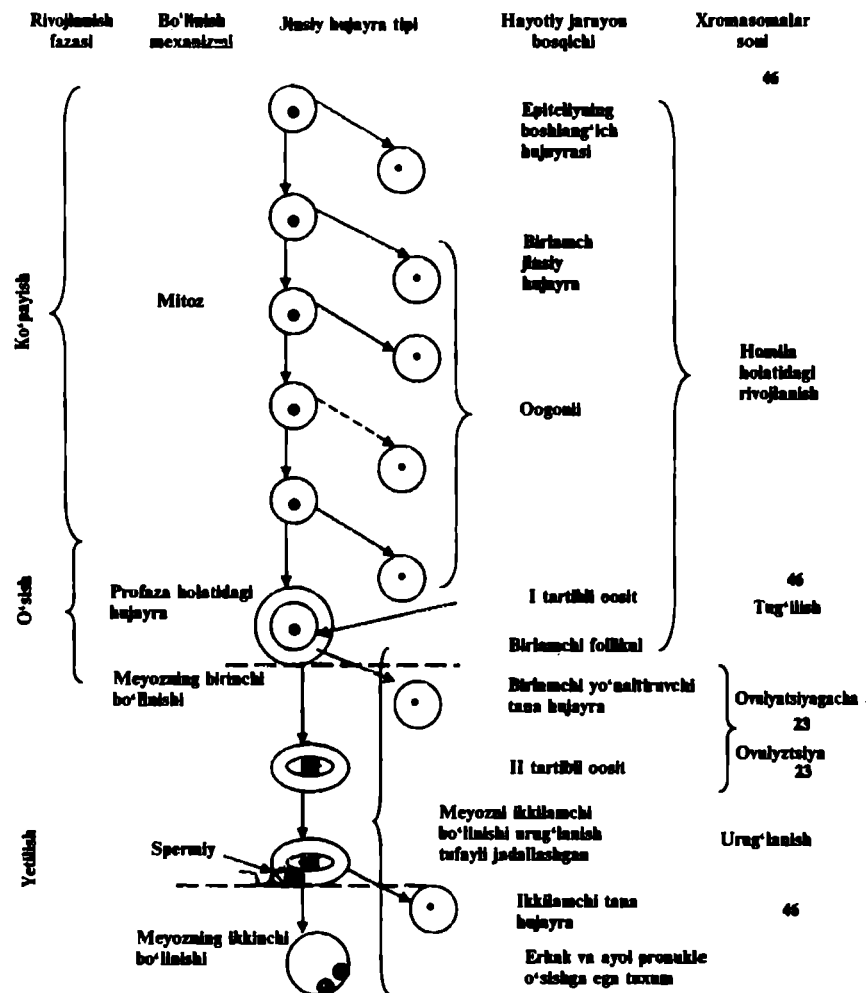 Rivojlanish fazasi
Bo'linish mexanizmi
Jinsiy hujayra tipi
Hayotiy jarayon bosqichi
Xromasomalar soni
46
Epiteliyning
boshlang'ich
hujayrasi
Birlamch
jinsiy
hujayra
Ko'payish
Mitoz
Homila
holatidagi
rivojlanish
Oogonli
O'sish
Profaza holatidagi
hujayra
I tartibli oosit
46
Tug'ilish
Birlamchi follikul
Meyozning birinchi
bo'linishi
Birlamchi yo'naltiruvchi
tana hujayra
Ovulyatsiyagacha
23
II tartibli oosit
Ovulyztsiya
23
Yetilish
Meyozni ikkilamchi
bo'linishi urug'lanish
tufayli jadallashgan
Urug'lanish
Spermiy
Ikkilamchi tana
hujayra
46
Meyozning ikkinchi
bo'linishi
Erkak va ayol pronukle
o'sishga ega tuxum